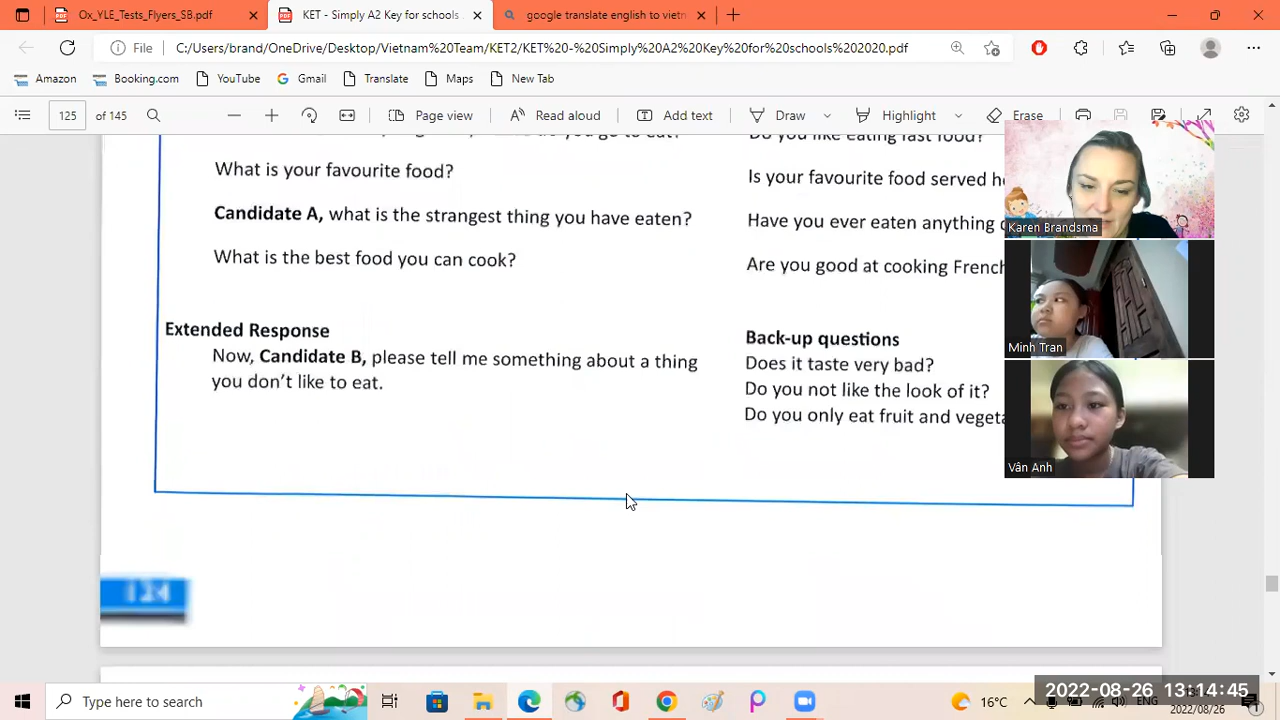 Ox_YLE_Tests_Flyers_SB.pdf
KET - Simply A2 Key for schools
google translate english to vietn
File
C:/Users/brand/OneDrive/Desktop/Vietnam%20Team/KET2/KET%20-%20Simply%20A2%20Key%20for%20schools%202020.pdf
Amazon
Booking.com
YouTube
Gmail
Translate
Maps
New Tab
125 of 145
Page view
Read aloud
Add text
Draw
Highlight
Erase
Do you like eating fast food?
What is your favourite food?
Is your favourite food served
Candidate A, what is the strangest thing you have eaten?
Have you ever eaten anything
What is the best food you can cook?
Are you good at cooking French
Extended Response
Now, Candidate B, please tell me something about a thing
you don't like to eat.
Back-up questions
Does it taste very bad?
Do you not like the look of it?
Do you only eat fruit and
124
Karen Brandsma
Minh Tran
Vân Anh
Type here to search
16°C
2022-08-26 13:14:45
2022/08/26